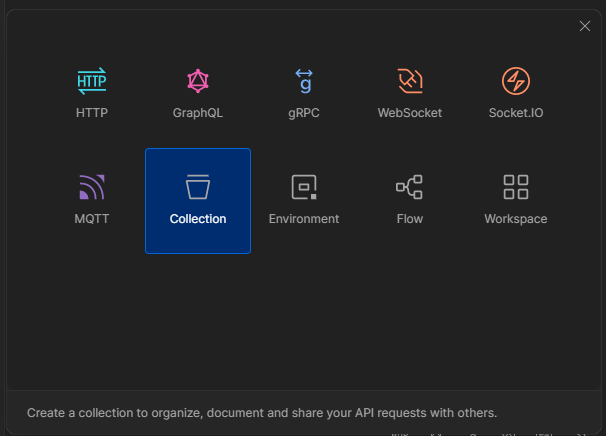 HTTP
HTTP GraphQL gRPC WebSocket Socket.IO
MQTT Collection Environment Flow Workspace
Create a collection to organize, document and share your API requests with others.